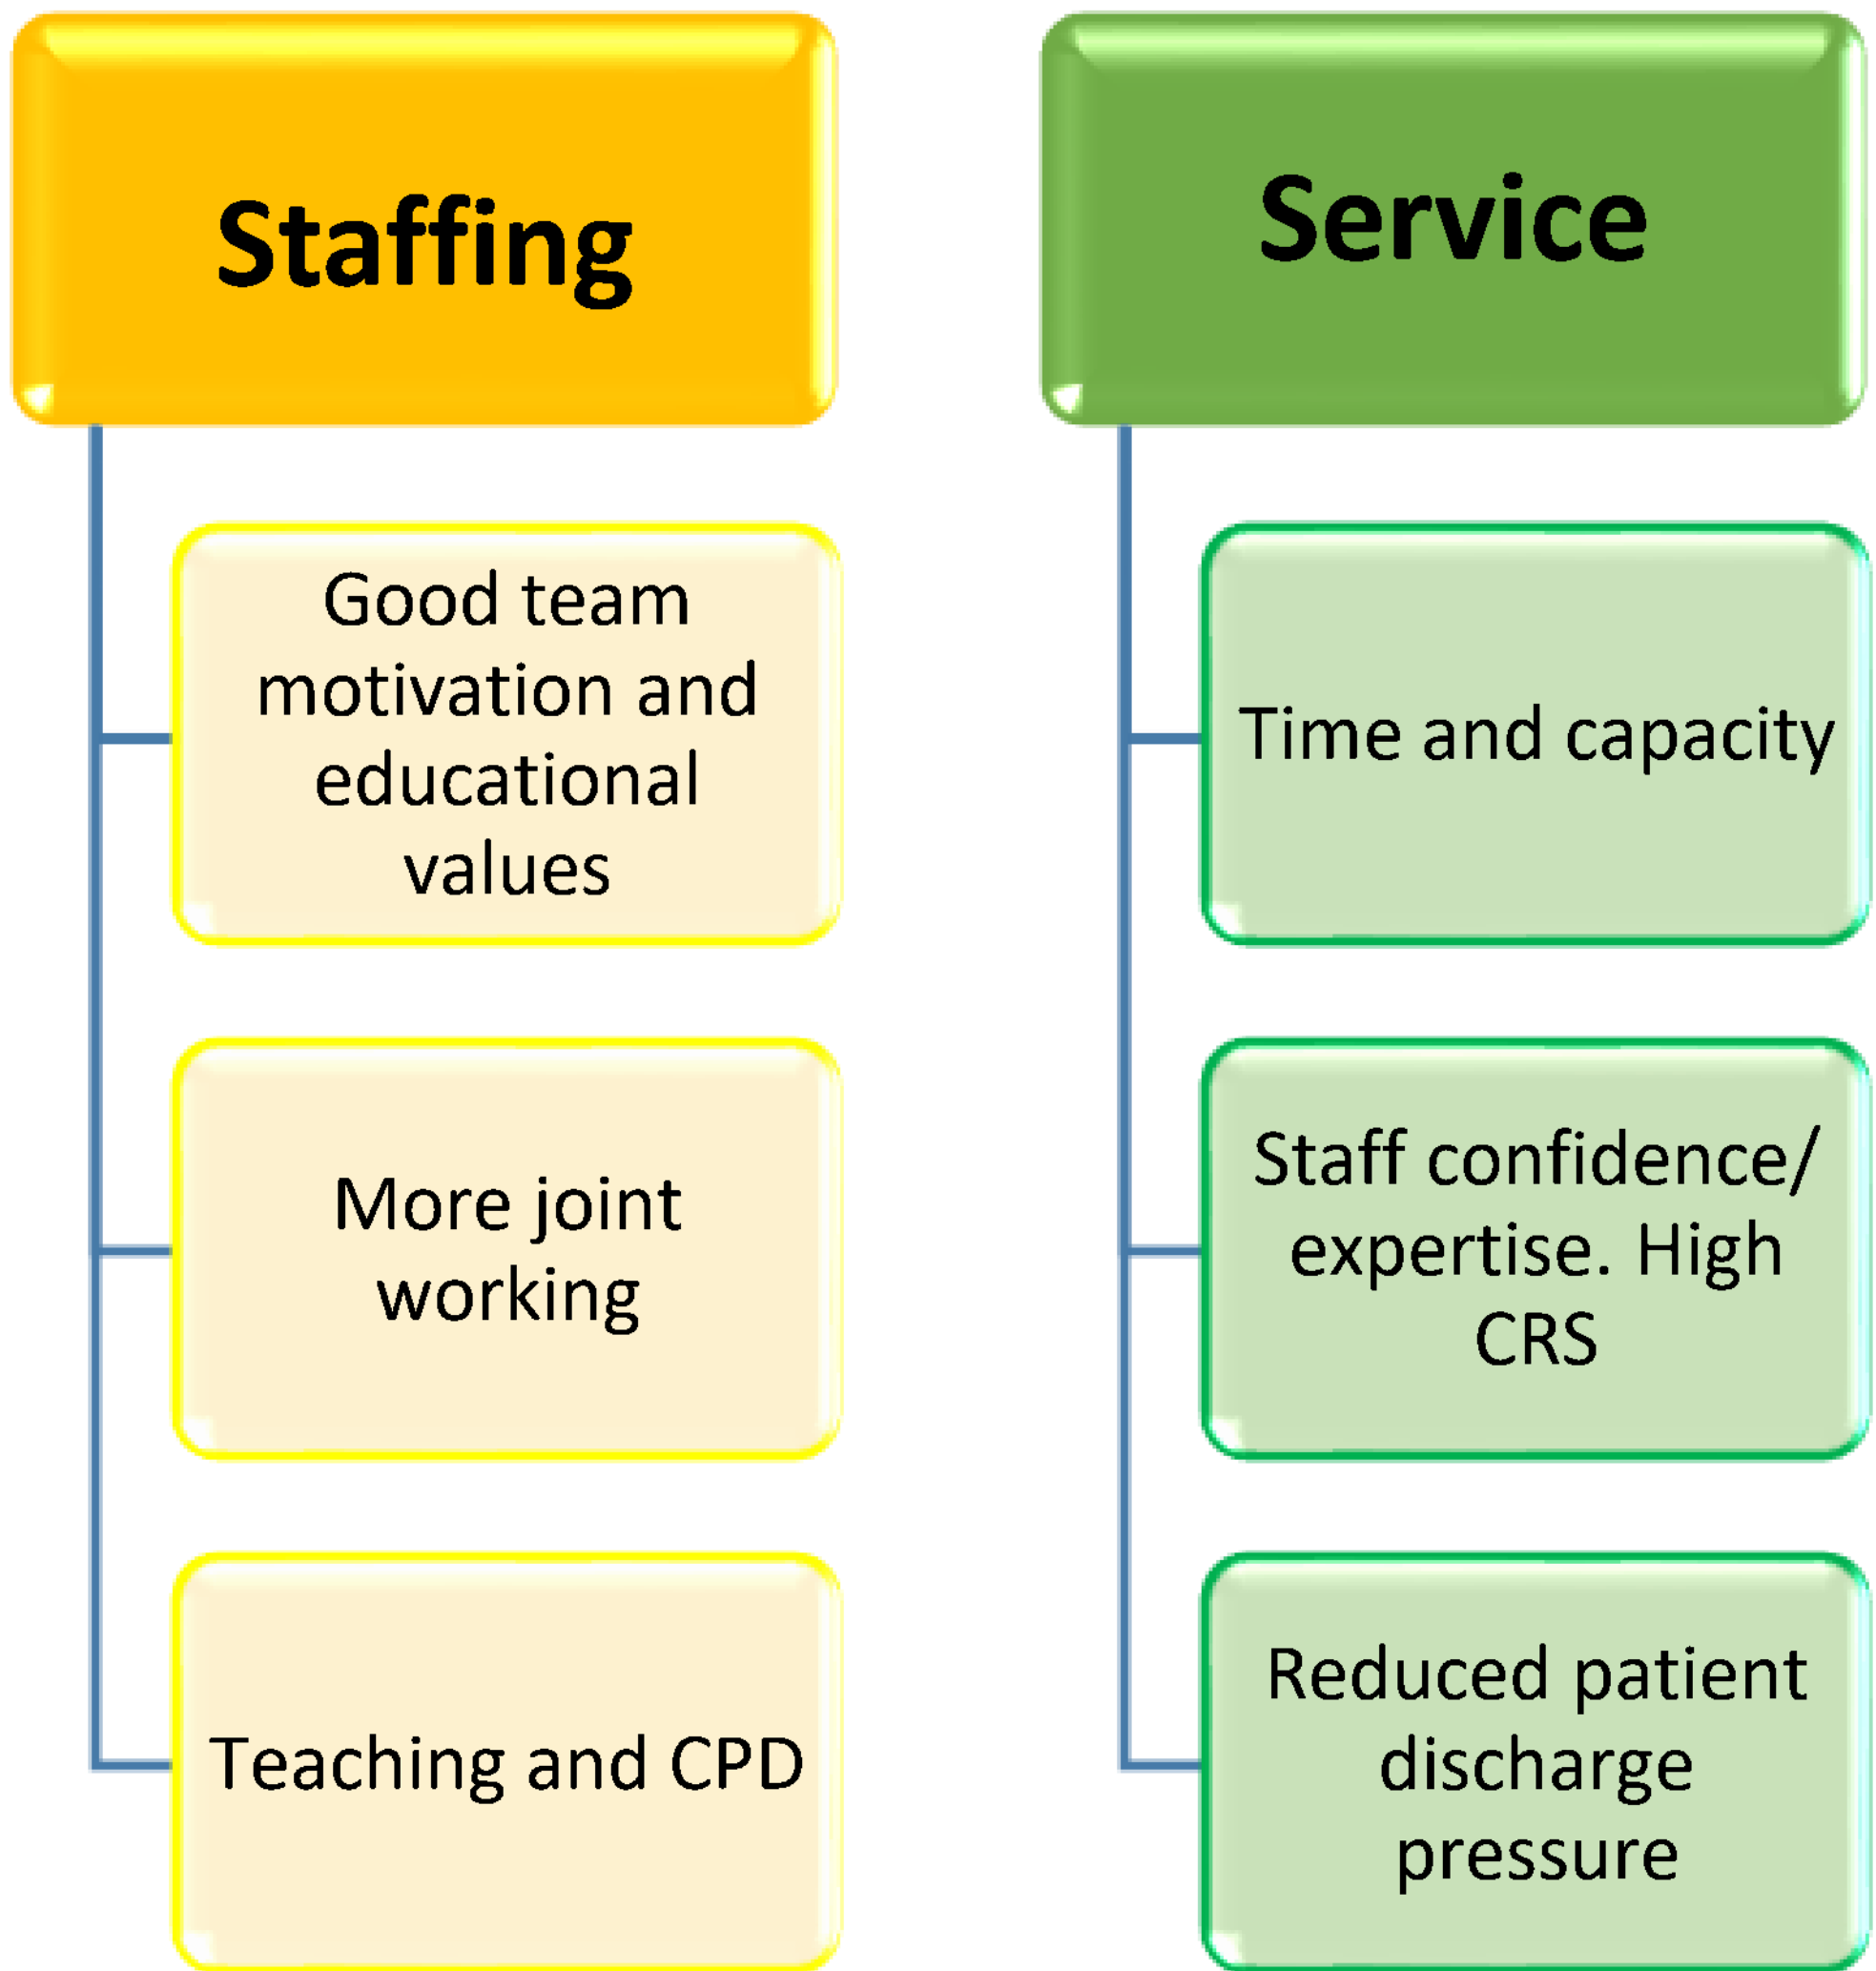 Staffing
Good team
motivation and
educational
values
More joint
working
Teaching and CPD
Service
Time and capacity
Staff confidence/
expertise. High
CRS
Reduced patient
discharge
pressure